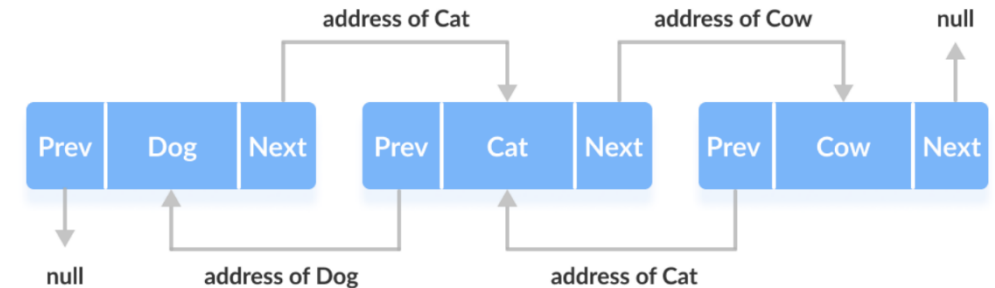 address of Cat address of Cow null
Prev Dog Next Prev Cat Next Prev Cow Next
null address of Dog address of Cat